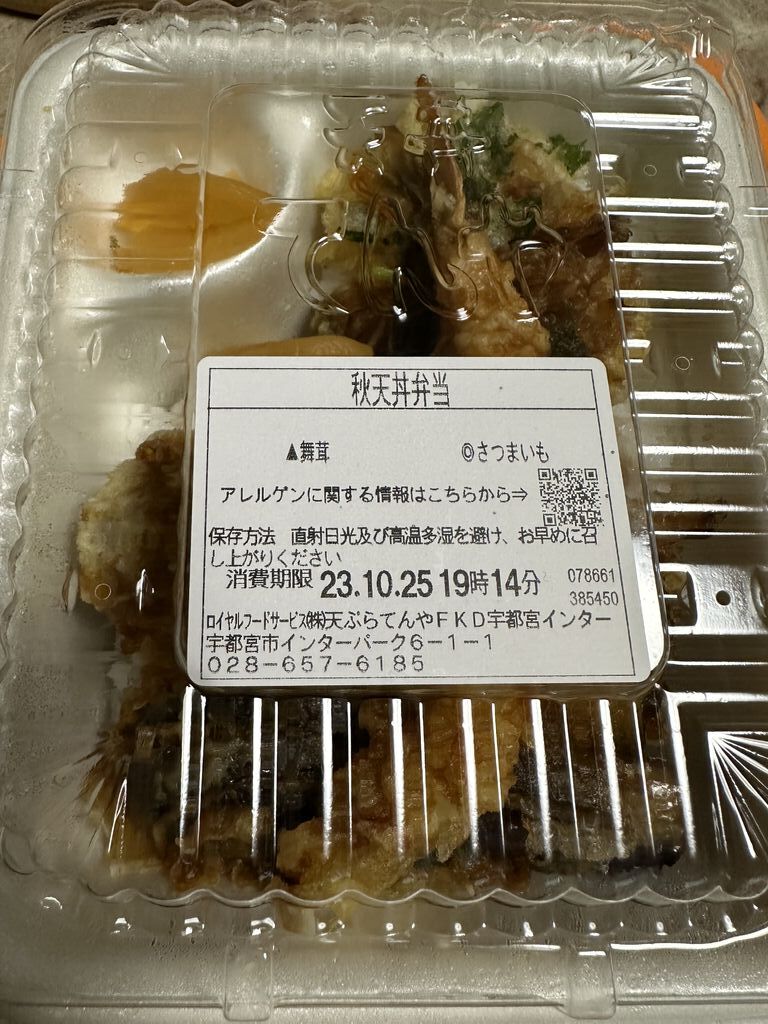 秋天丼弁当
▲舞茸 ◎さつまいも
アレルゲンに関する情報はこちらから⇒
保存方法 直射日光及び高温多湿を避け、お早めに召
し上がりください
消費期限 23.10.25 19時14分
078661
385450
ロイヤルフードサービス㈱天ぷらてんやFKD宇都宮インター
宇都宮市インターパーク6－1－1
028－657－6185